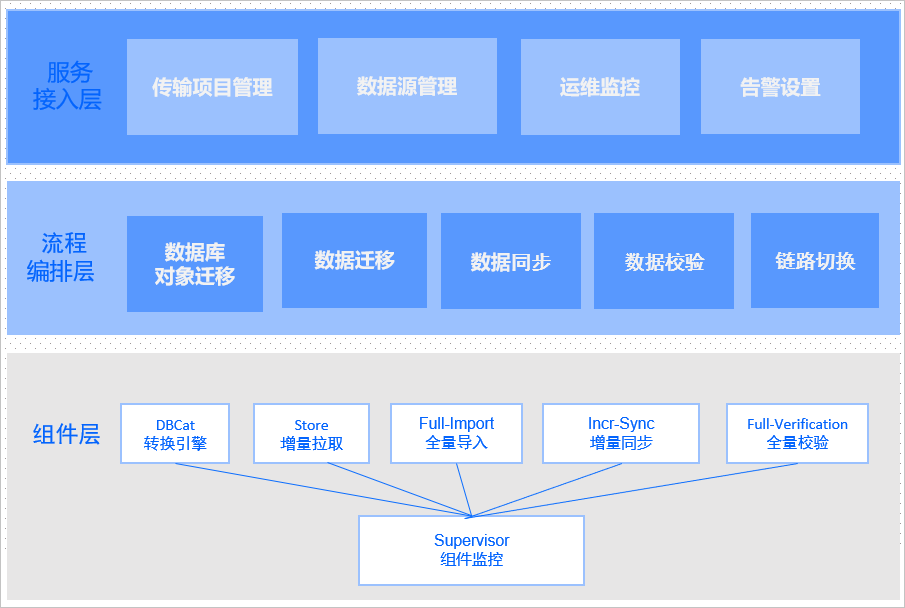 服务
接入层
传输项目管理
数据源管理
运维监控
告警设置
流程
编排层
数据库
对象迁移
数据迁移
数据同步
数据校验
链路切换
组件层
DBCat
转换引擎
Store
增量拉取
Full-Import
全量导入
Incr-Sync
增量同步
Full-Verification
全量校验
Supervisor
组件监控